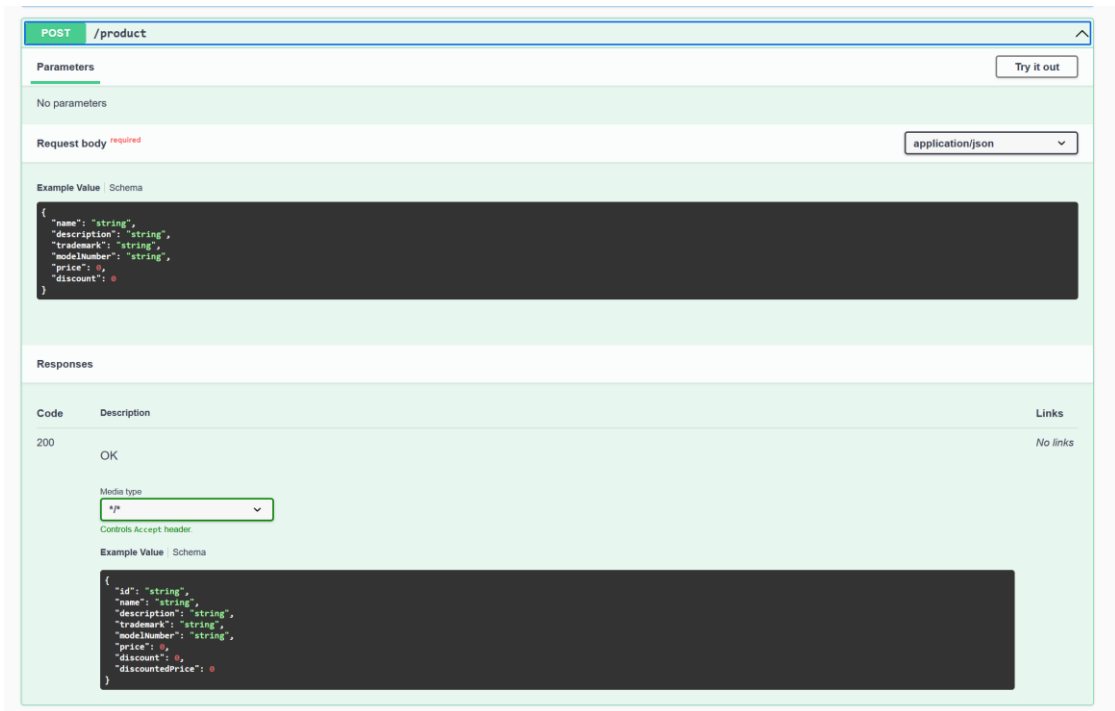 POST /product
Parameters
Try it out
No parameters
Request body required
application/json
Example Value Schema
{
"name": "string",
"description": "string",
"trademark": "string",
"modelNumber": "string",
"price": 0,
"discount": 0
}
Responses
Code Description Links
200 No links
OK
Media type
*/*
Controls Accept header.
Example Value Schema
{
"id": "string",
"name": "string",
"description": "string",
"trademark": "string",
"modelNumber": "string",
"price": 0,
"discount": 0,
"discountedPrice": 0
}